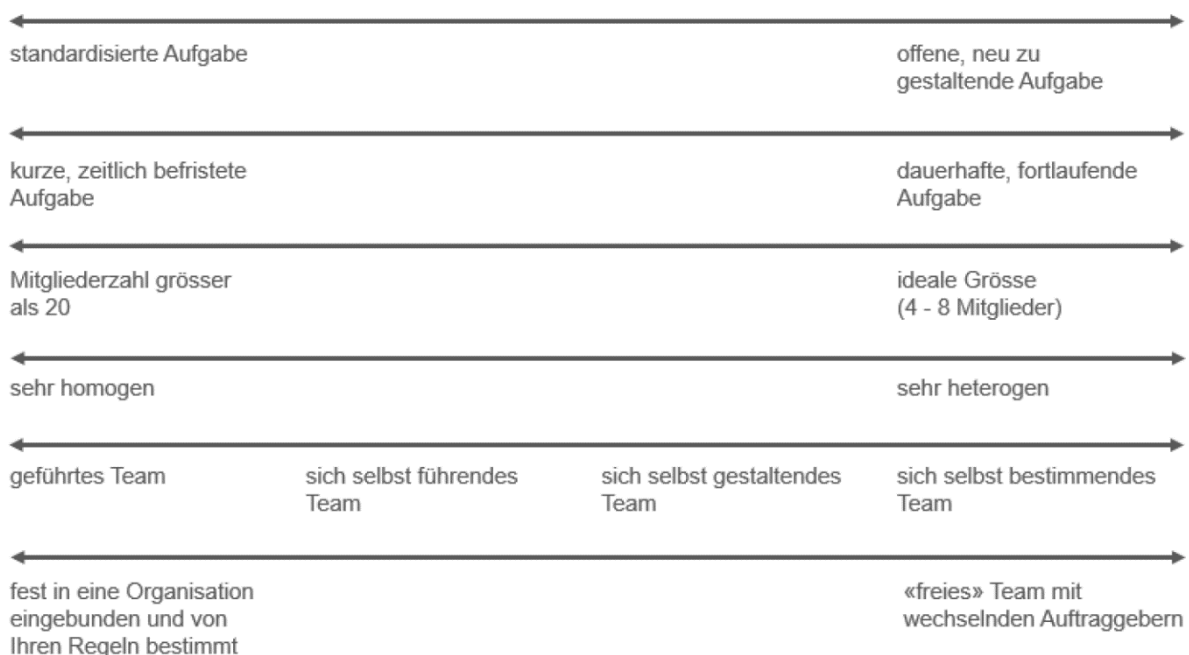 standardisierte Aufgabe
offene, neu zu
gestaltende Aufgabe
kurze, zeitlich befristete
Aufgabe
dauerhafte, fortlaufende
Aufgabe
Mitgliederzahl grösser
als 20
ideale Grösse
(4 - 8 Mitglieder)
sehr homogen
sehr heterogen
geführtes Team
sich selbst führendes
Team
sich selbst gestaltendes
Team
sich selbst bestimmendes
Team
fest in eine Organisation
eingebunden und von
Ihren Regeln bestimmt
«freies» Team mit
wechselnden Auftraggebern